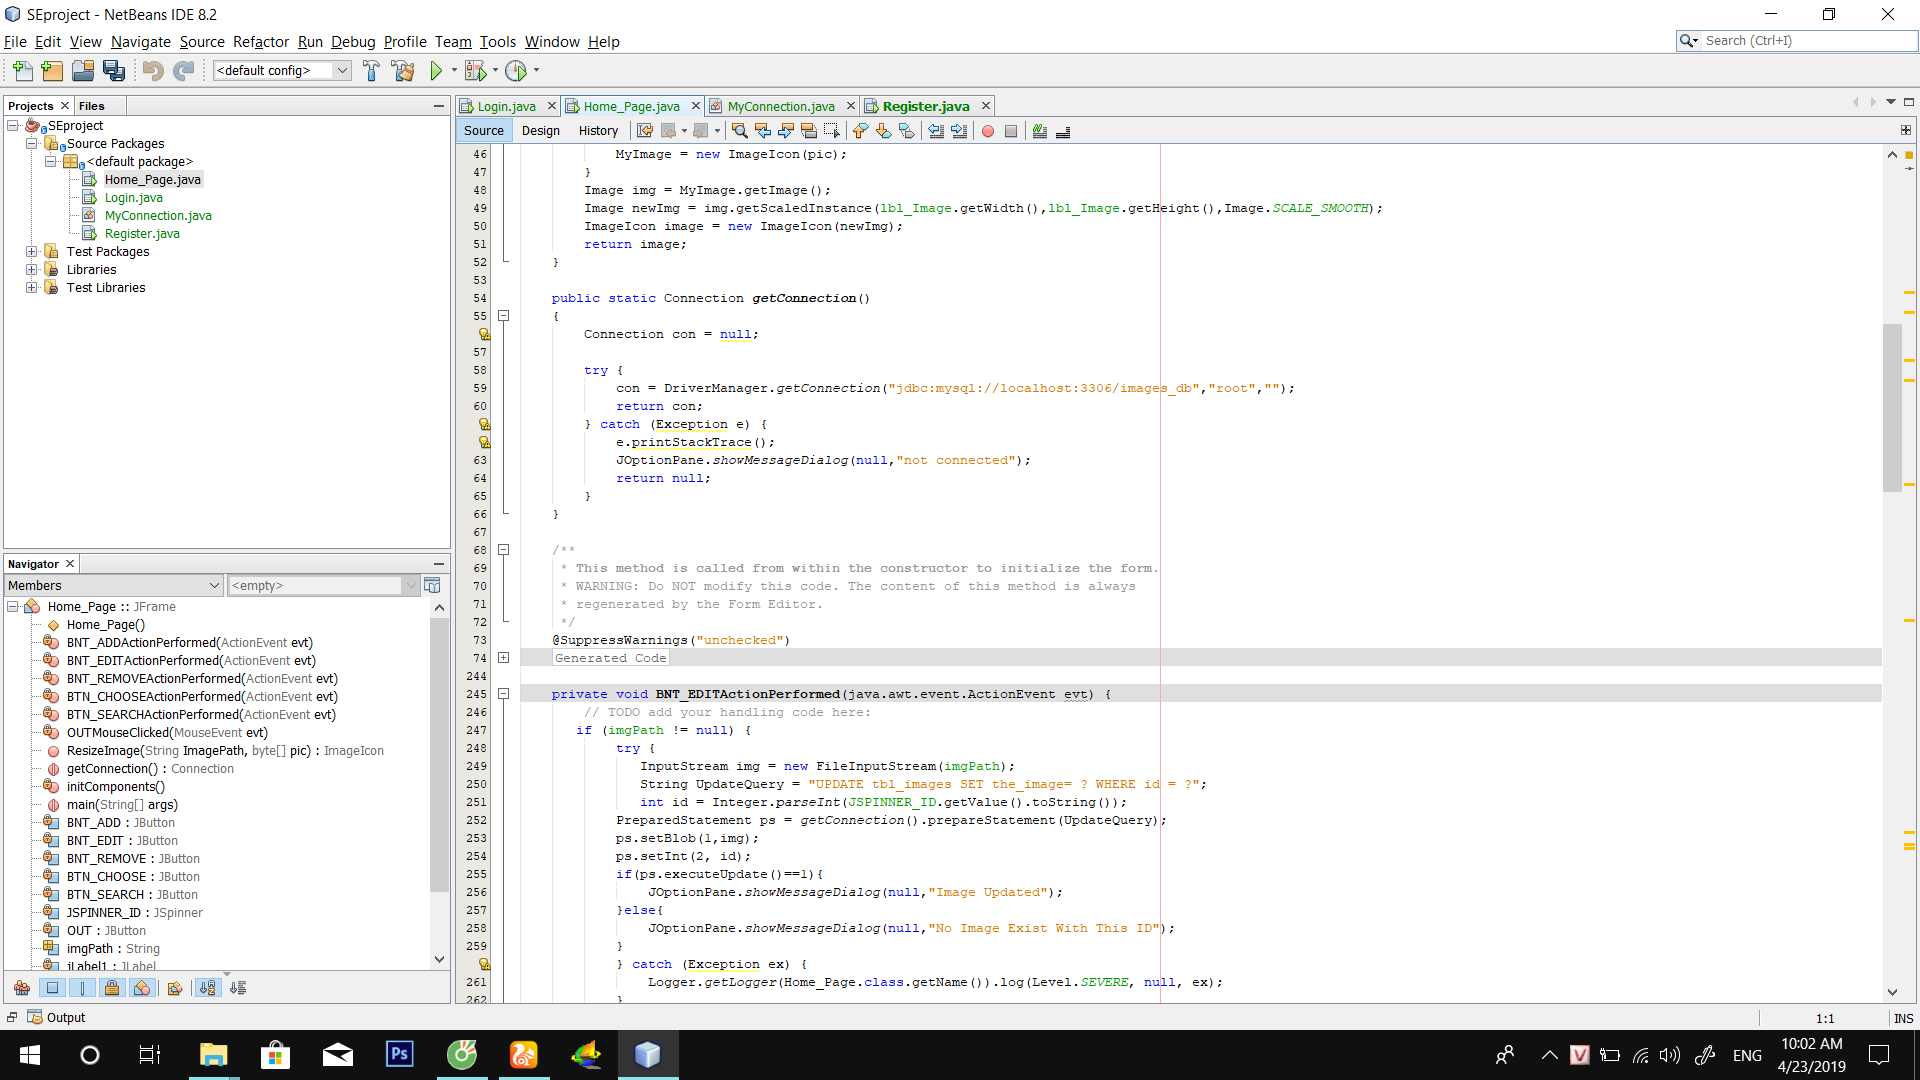 SEproject - NetBeans IDE 8.2
File Edit View Navigate Source Refactor Run Debug Profile Team Tools Window Help
Search (Ctrl+I)
<default config>
Projects Files
SEproject
Source Packages
<default package>
Home_Page.java
Login.java
MyConnection.java
Register.java
Test Packages
Libraries
Test Libraries
Navigator
Members <empty>
Home_Page :: JFrame
Home_Page()
BNT_ADDActionPerformed(ActionEvent evt)
BNT_EDITActionPerformed(ActionEvent evt)
BNT_REMOVEActionPerformed(ActionEvent evt)
BTN_CHOOSEActionPerformed(ActionEvent evt)
BTN_SEARCHActionPerformed(ActionEvent evt)
OUTMouseClicked(MouseEvent evt)
ResizeImage(String ImagePath, byte[] pic) : ImageIcon
getConnection() : Connection
initComponents()
main(String[] args)
BNT_ADD : JButton
BNT_EDIT : JButton
BNT_REMOVE : JButton
BTN_CHOOSE : JButton
BTN_SEARCH : JButton
JSPINNER_ID : JSpinner
OUT : JButton
imgPath : String
jLabel1 : JLabel
Login.java Home_Page.java MyConnection.java Register.java
Source Design History
46 MyImage = new ImageIcon(pic);
47 }
48 Image img = MyImage.getImage();
49 Image newImg = img.getScaledInstance(lbl_Image.getWidth(),lbl_Image.getHeight(),Image.SCALE_SMOOTH);
50 ImageIcon image = new ImageIcon(newImg);
51 return image;
52 }
53
54 public static Connection getConnection()
55 {
Connection con = null;
57
58 try {
59 con = DriverManager.getConnection("jdbc:mysql://localhost:3306/images_db","root","");
60 return con;
} catch (Exception e) {
e.printStackTrace();
63 JOptionPane.showMessageDialog(null,"not connected");
64 return null;
65 }
66 }
67
68 /**
69 * This method is called from within the constructor to initialize the form.
70 * WARNING: Do NOT modify this code. The content of this method is always
71 * regenerated by the Form Editor.
72 */
73 @SuppressWarnings("unchecked")
74 Generated Code
244
245 private void BNT_EDITActionPerformed(java.awt.event.ActionEvent evt) {
246 // TODO add your handling code here:
247 if (imgPath != null) {
248 try {
249 InputStream img = new FileInputStream(imgPath);
250 String UpdateQuery = "UPDATE tbl_images SET the_image= ? WHERE id = ?";
251 int id = Integer.parseInt(JSPINNER_ID.getValue().toString());
252 PreparedStatement ps = getConnection().prepareStatement(UpdateQuery);
253 ps.setBlob(1,img);
254 ps.setInt(2, id);
255 if(ps.executeUpdate()==1){
256 JOptionPane.showMessageDialog(null,"Image Updated");
257 }else{
258 JOptionPane.showMessageDialog(null,"No Image Exist With This ID");
259 }
} catch (Exception ex) {
261 Logger.getLogger(Home_Page.class.getName()).log(Level.SEVERE, null, ex);
262 }
Output
1:1 INS
Ps
V
ENG
10:02 AM
4/23/2019